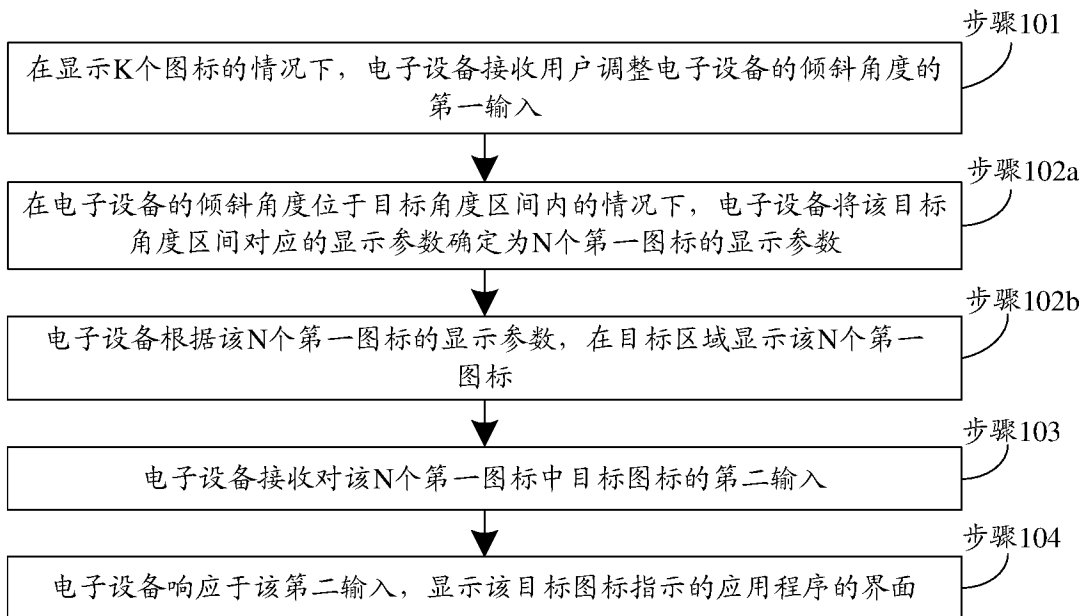 步骤101
在显示K个图标的情况下，电子设备接收用户调整电子设备的倾斜角度的
第一输入
步骤102a
在电子设备的倾斜角度位于目标角度区间内的情况下，电子设备将该目标
角度区间对应的显示参数确定为N个第一图标的显示参数
步骤102b
电子设备根据该N个第一图标的显示参数，在目标区域显示该N个第一
图标
步骤103
电子设备接收对该N个第一图标中目标图标的第二输入
步骤104
电子设备响应于该第二输入，显示该目标图标指示的应用程序的界面